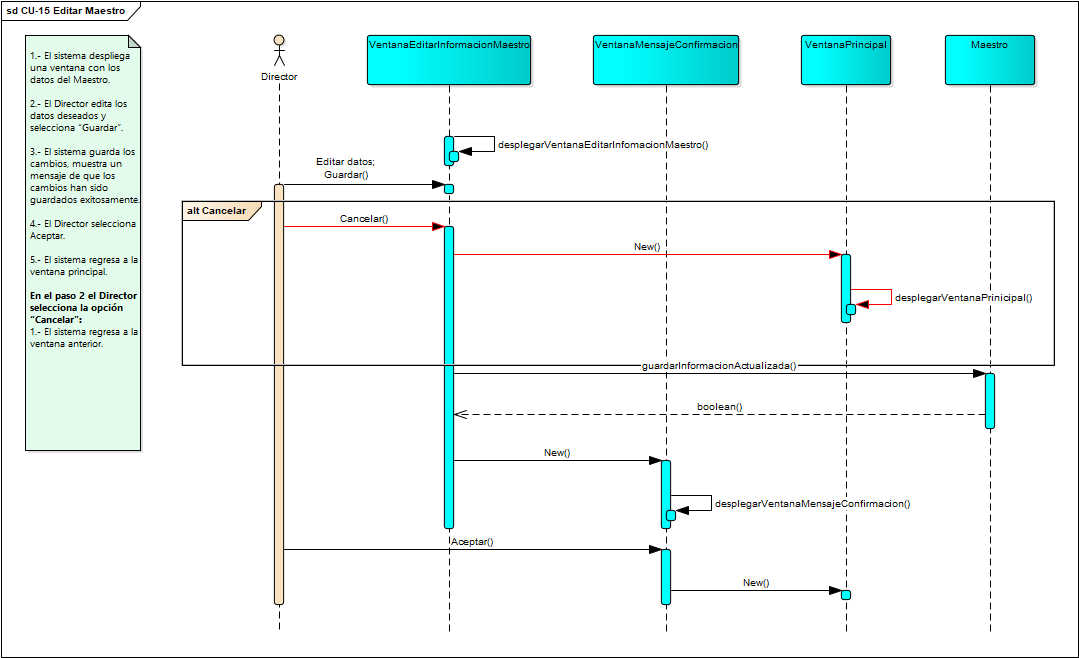 sd CU-15 Editar Maestro
1.- El sistema despliega
una ventana con los
datos del Maestro.
2.- El Director edita los
datos deseados y
selecciona “Guardar”.
3.- El sistema guarda los
cambios, muestra un
mensaje de que los
cambios han sido
guardados exitosamente.
4.- El Director selecciona
Aceptar.
5.- El sistema regresa a la
ventana principal.
En el paso 2 el Director
selecciona la opción
“Cancelar”:
1.- El sistema regresa a la
ventana anterior.
Director
VentanaEditarInformacionMaestro
VentanaMensajeConfirmacion
VentanaPrincipal
Maestro
desplegarVentanaEditarInfomacionMaestro()
Editar datos;
Guardar()
alt Cancelar
Cancelar()
New()
desplegarVentanaPrinicipal()
guardarInformacionActualizada()
boolean()
New()
desplegarVentanaMensajeConfirmacion()
Aceptar()
New()